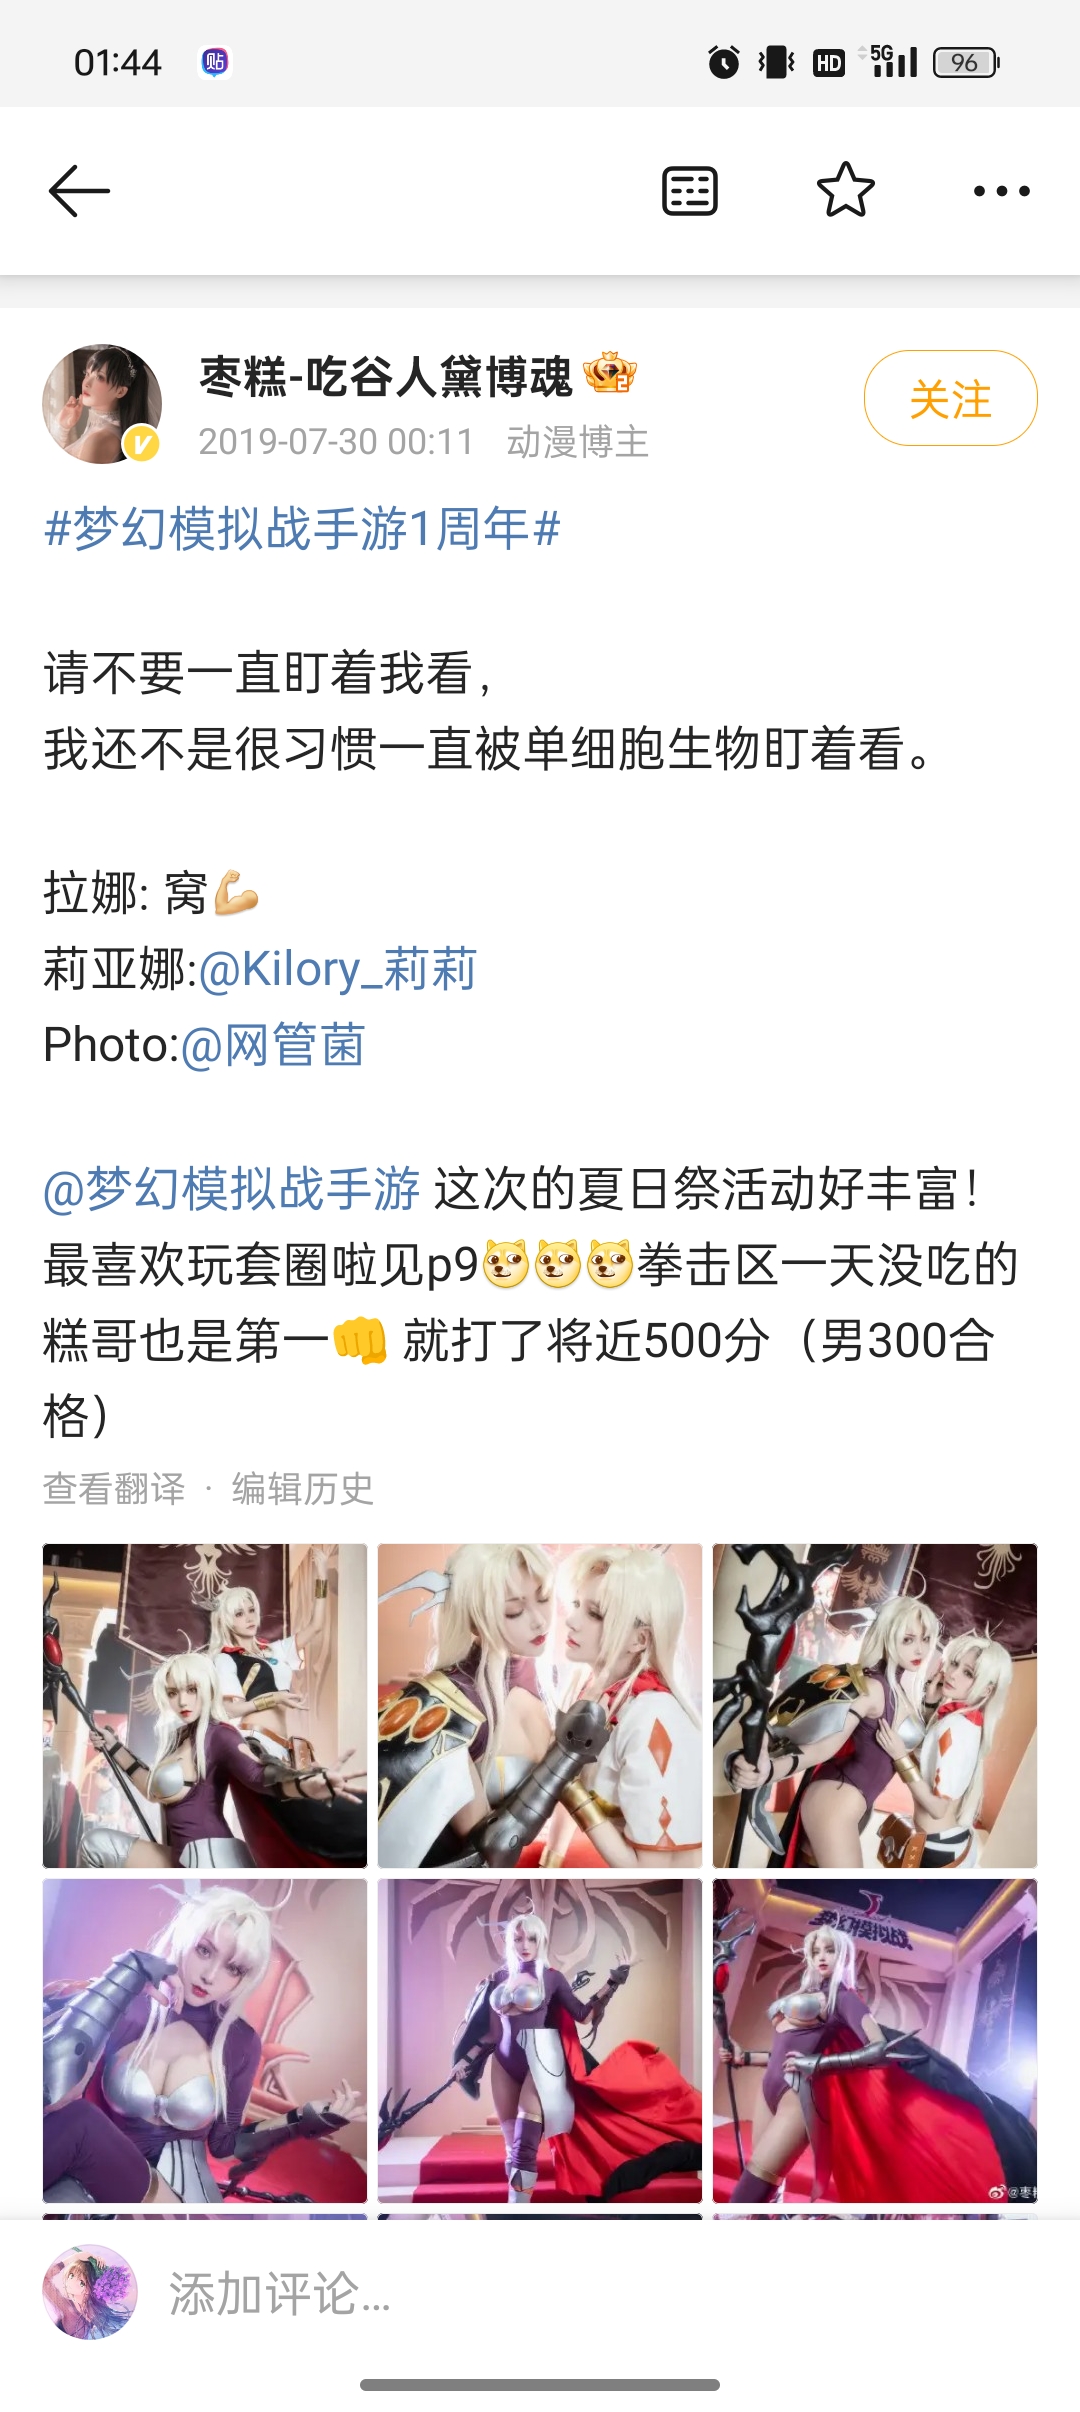 01:44
贴
HD
5G
96
枣糕-吃谷人黛博魂
2
V
2019-07-30 00:11 动漫博主
关注
#梦幻模拟战手游1周年#
请不要一直盯着我看，
我还不是很习惯一直被单细胞生物盯着看。
拉娜: 窝💪
莉亚娜:@Kilory_莉莉
Photo:@网管菌
@梦幻模拟战手游 这次的夏日祭活动好丰富！
最喜欢玩套圈啦见p9拳击区一天没吃的
糕哥也是第一👊 就打了将近500分（男300合
格）
查看翻译 · 编辑历史
梦幻模拟战
@枣糕
添加评论...